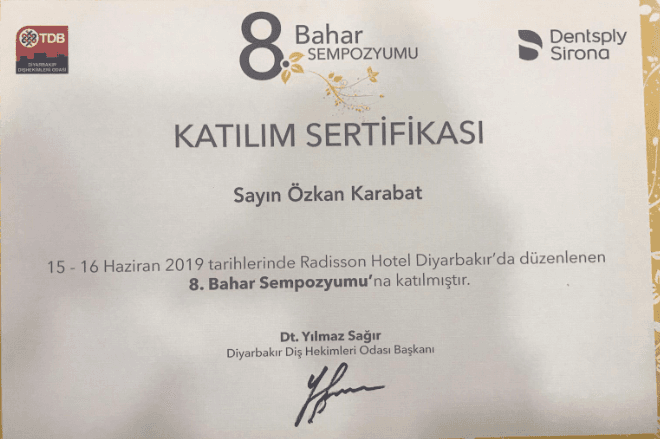 TDB
DİYARBAKIR
DİŞHEKİMLERİ ODASI
8. Bahar
SEMPOZYUMU
Dentsply
Sirona
KATILIM SERTİFİKASI
Sayın Özkan Karabat
15 - 16 Haziran 2019 tarihlerinde Radisson Hotel Diyarbakır'da düzenlenen
8. Bahar Sempozyumu'na katılmıştır.
Dt. Yılmaz Sağır
Diyarbakır Diş Hekimleri Odası Başkanı